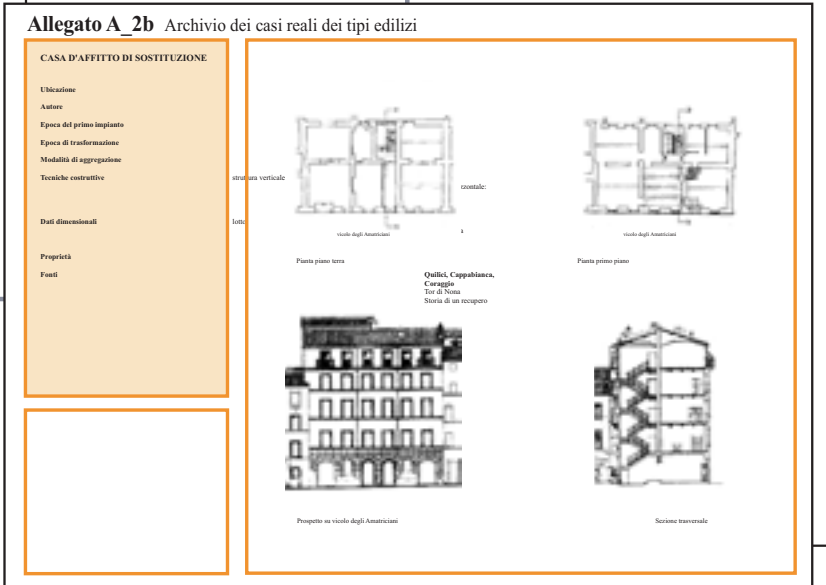 Allegato A_2b Archivio dei casi reali dei tipi edilizi
CASA D'AFFITTO DI SOSTITUZIONE
Ubicazione
Autore
Epoca del primo impianto
Epoca di trasformazione
Modalità di aggregazione
Tecniche costruttive
struttura verticale
Dati dimensionali
lotto
Proprietà
Fonti
vicolo degli Amatriciani
Pianta piano terra
vicolo degli Amatriciani
Pianta primo piano
Quilici, Cappabianca,
Coraggio
Tor di Nona
Storia di un recupero
Prospetto su vicolo degli Amatriciani
Sezione trasversale